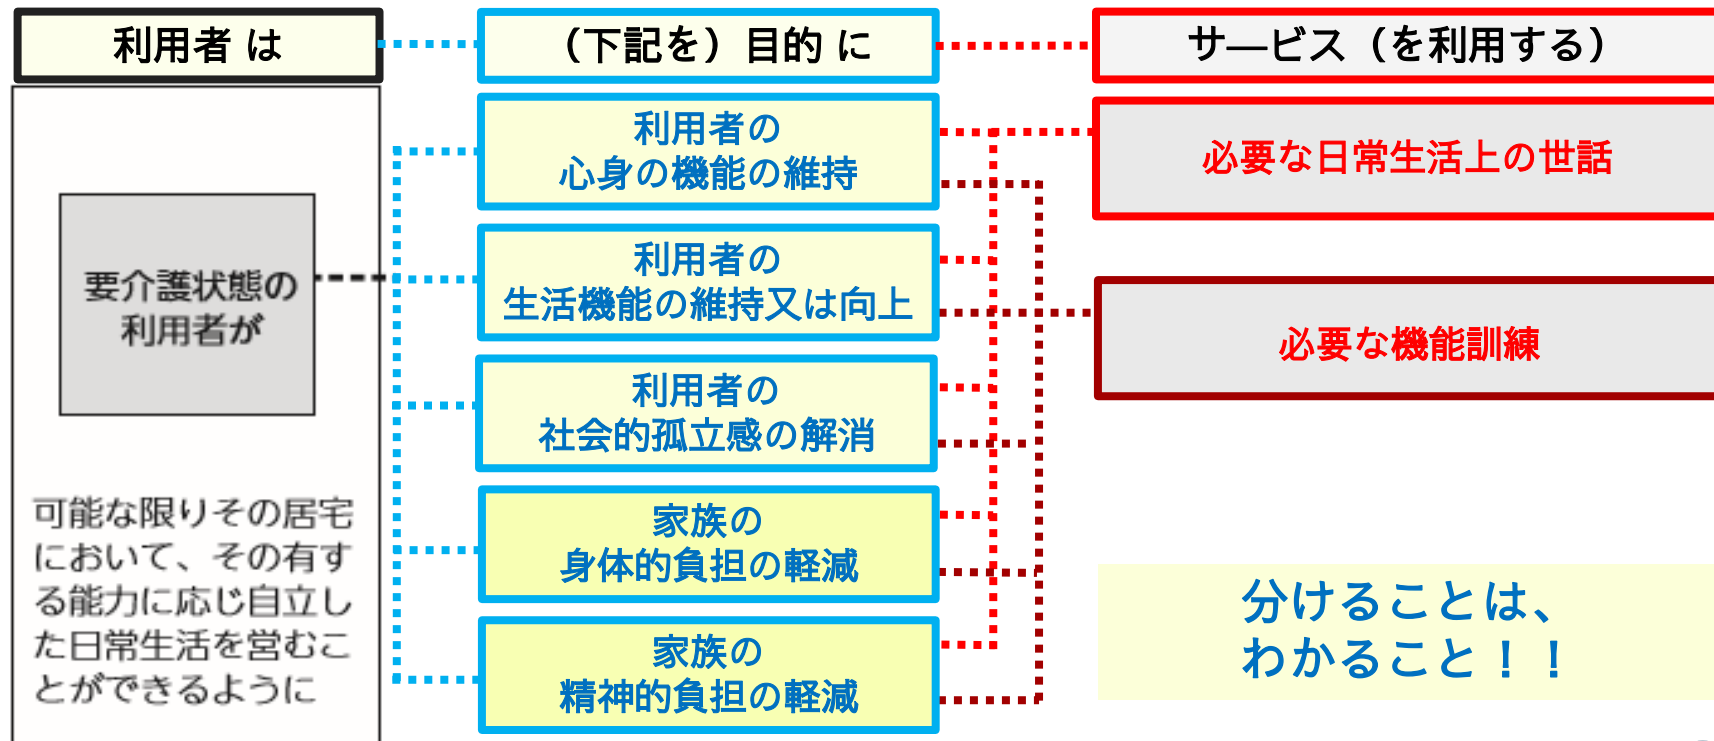 利用者 は
(下記を)目的 に
サービス(を利用する)
要介護状態の
利用者が
可能な限りその居宅
において、その有す
る能力に応じ自立し
た日常生活を営むこ
とができるように
利用者の
心身の機能の維持
利用者の
生活機能の維持又は向上
利用者の
社会的孤立感の解消
家族の
身体的負担の軽減
家族の
精神的負担の軽減
必要な日常生活上の世話
必要な機能訓練
分けることは、
わかること！！